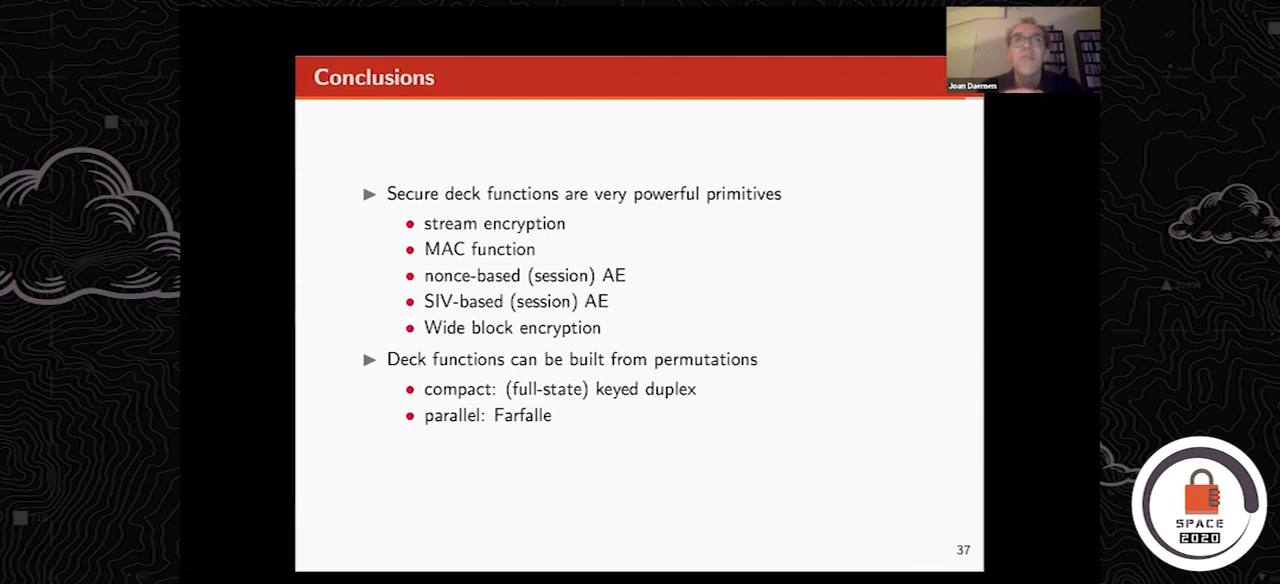 Conclusions
Joan Daemen
Secure deck functions are very powerful primitives
stream encryption
MAC function
nonce-based (session) AE
SIV-based (session) AE
Wide block encryption
Deck functions can be built from permutations
compact: (full-state) keyed duplex
parallel: Farfalle
37
SPACE
2020